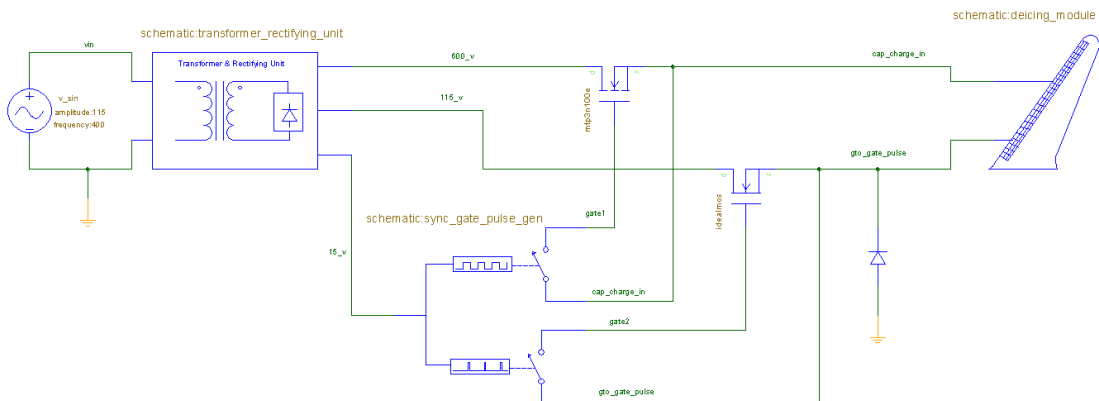 schematic:deicing_module
schematic:transformer_rectifying_unit
vin
600_v
cap_charge_in
Transformer & Rectifying Unit
d
s
v_sin
amplitude:115
frequency:400
115_v
mtp3n100e
gto_gate_pulse
d
s
idealmos
schematic:sync_gate_pulse_gen
gate1
15_v
cap_charge_in
gate2
gto_gate_pulse